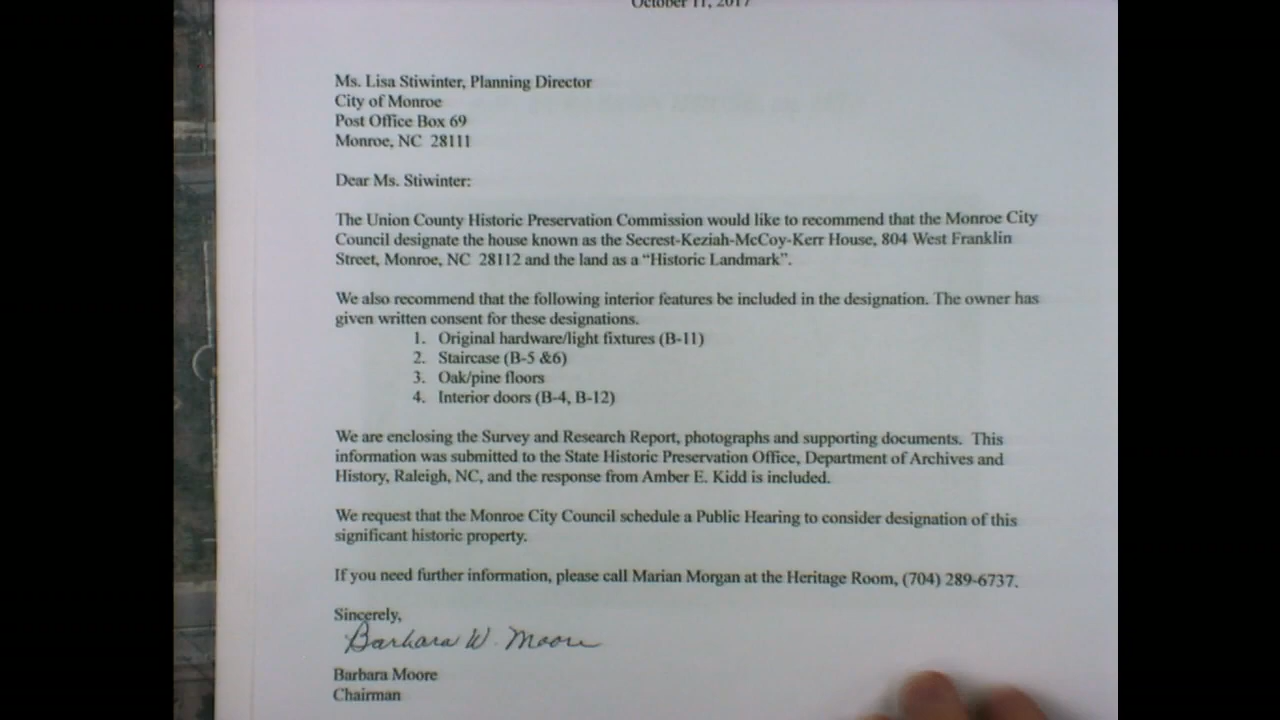 October 11, 2017
Ms. Lisa Stiwinter, Planning Director
City of Monroe
Post Office Box 69
Monroe, NC 28111
Dear Ms. Stiwinter:
The Union County Historic Preservation Commission would like to recommend that the Monroe City
Council designate the house known as the Secrest-Keziah-McCoy-Kerr House, 804 West Franklin
Street, Monroe, NC 28112 and the land as a “Historic Landmark”.
We also recommend that the following interior features be included in the designation. The owner has
given written consent for these designations.
1. Original hardware/light fixtures (B-11)
2. Staircase (B-5 &6)
3. Oak/pine floors
4. Interior doors (B-4, B-12)
We are enclosing the Survey and Research Report, photographs and supporting documents. This
information was submitted to the State Historic Preservation Office, Department of Archives and
History, Raleigh, NC, and the response from Amber E. Kidd is included.
We request that the Monroe City Council schedule a Public Hearing to consider designation of this
significant historic property.
If you need further information, please call Marian Morgan at the Heritage Room, (704) 289-6737.
Sincerely,
Barbara W. Moore
Barbara Moore
Chairman